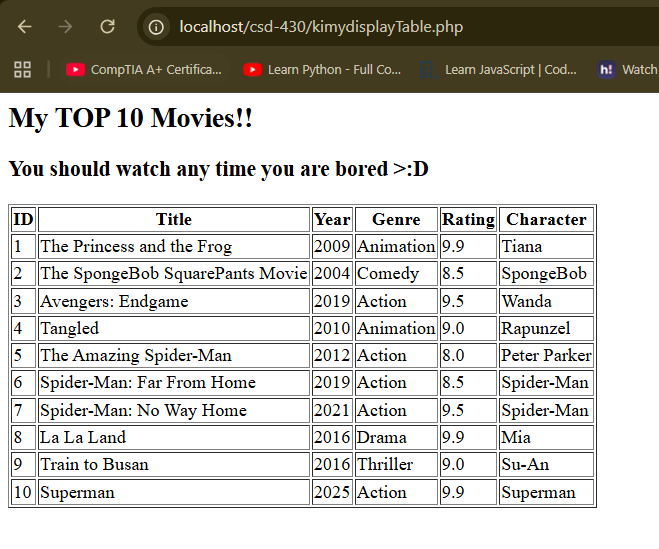 localhost/csd-430/kimydisplayTable.php
CompTIA A+ Certifica... Learn Python - Full Co... Learn JavaScript | Cod... h! Watch
My TOP 10 Movies!!
You should watch any time you are bored >:D
ID Title Year Genre Rating Character
1 The Princess and the Frog 2009 Animation 9.9 Tiana
2 The SpongeBob SquarePants Movie 2004 Comedy 8.5 SpongeBob
3 Avengers: Endgame 2019 Action 9.5 Wanda
4 Tangled 2010 Animation 9.0 Rapunzel
5 The Amazing Spider-Man 2012 Action 8.0 Peter Parker
6 Spider-Man: Far From Home 2019 Action 8.5 Spider-Man
7 Spider-Man: No Way Home 2021 Action 9.5 Spider-Man
8 La La Land 2016 Drama 9.9 Mia
9 Train to Busan 2016 Thriller 9.0 Su-An
10 Superman 2025 Action 9.9 Superman